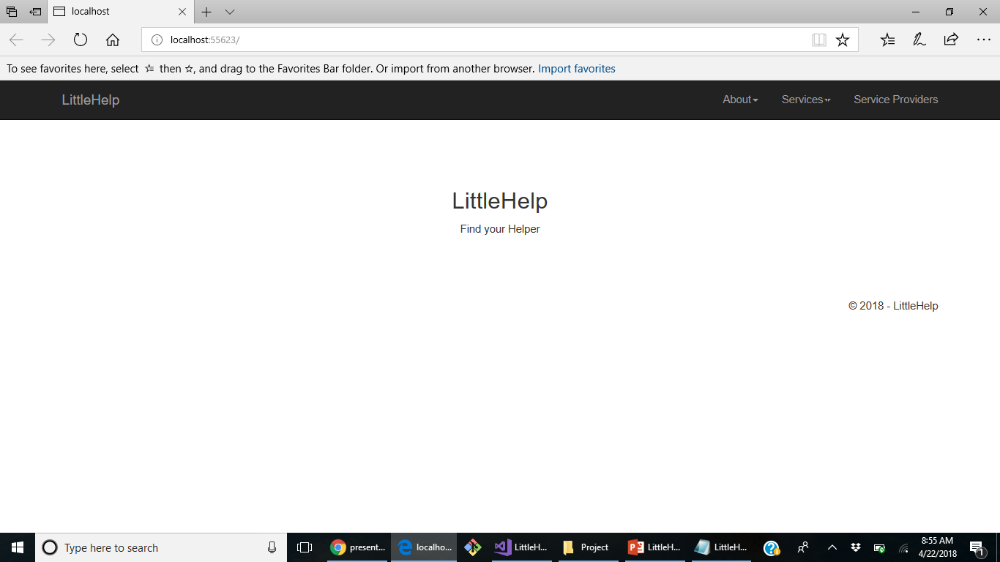 localhost
localhost:55623/
To see favorites here, select then , and drag to the Favorites Bar folder. Or import from another browser. Import favorites
LittleHelp About Services Service Providers
LittleHelp
Find your Helper
© 2018 - LittleHelp
Type here to search present... localho... LittleH... Project LittleH... LittleH... 8:55 AM
4/22/2018 1